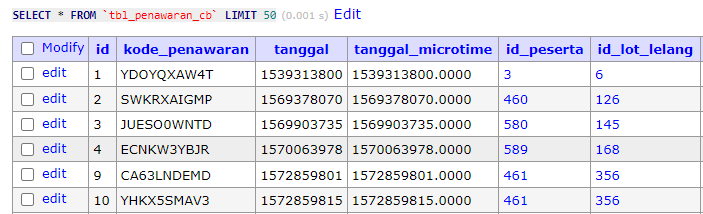 SELECT * FROM `tbl_penawaran_cb` LIMIT 50 (0.001 s) Edit
Modify id kode_penawaran tanggal tanggal_microtime id_peserta id_lot_lelang
edit 1 YDOYQXAW4T 1539313800 1539313800.0000 3 6
edit 2 SWKRXAIGMP 1569378070 1569378070.0000 460 126
edit 3 JUESO0WNTD 1569903735 1569903735.0000 580 145
edit 4 ECNKW3YBJR 1570063978 1570063978.0000 589 168
edit 9 CA63LNDEMD 1572859801 1572859801.0000 461 356
edit 10 YHKX5SMAV3 1572859815 1572859815.0000 461 356